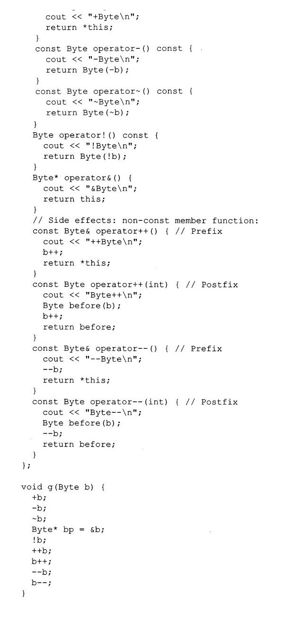 cout << "+Byte\n";
return *this;
}
const Byte operator-() const {
cout << "-Byte\n";
return Byte(-b);
}
const Byte operator~() const {
cout << "~Byte\n";
return Byte(~b);
}
Byte operator!() const {
cout << "!Byte\n";
return Byte(!b);
}
Byte* operator&() {
cout << "&Byte\n";
return this;
}
// Side effects: non-const member function:
const Byte& operator++() { // Prefix
cout << "++Byte\n";
b++;
return *this;
}
const Byte operator++(int) { // Postfix
cout << "Byte++\n";
Byte before(b);
b++;
return before;
}
const Byte& operator--() { // Prefix
cout << "--Byte\n";
--b;
return *this;
}
const Byte operator--(int) { // Postfix
cout << "Byte--\n";
Byte before(b);
--b;
return before;
}
};
void g(Byte b) {
+b;
-b;
~b;
Byte* bp = &b;
!b;
++b;
b++;
--b;
b--;
}